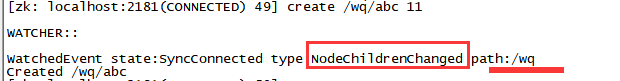 [zk: localhost:2181(CONNECTED) 49] create /wq/abc 11
WATCHER::
WatchedEvent state:SyncConnected type NodeChildrenChanged path:/wq
Created /wq/abc